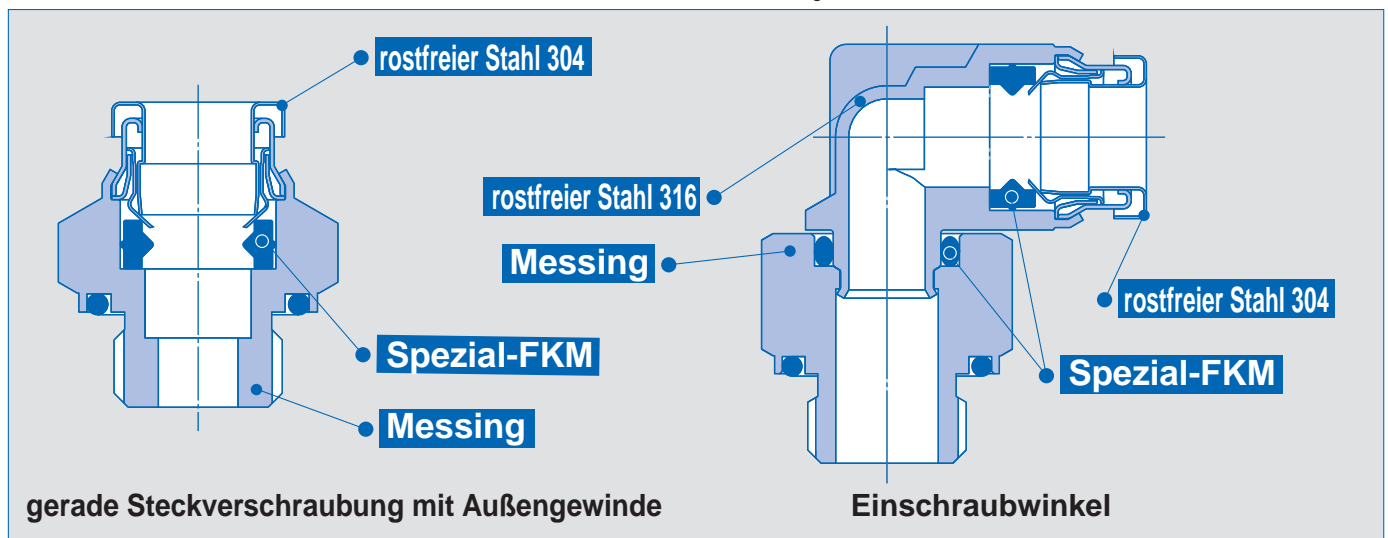 rostfreier Stahl 304
Spezial-FKM
Messing
gerade Steckverschraubung mit Außengewinde
rostfreier Stahl 316
Messing
rostfreier Stahl 304
Spezial-FKM
Einschraubwinkel